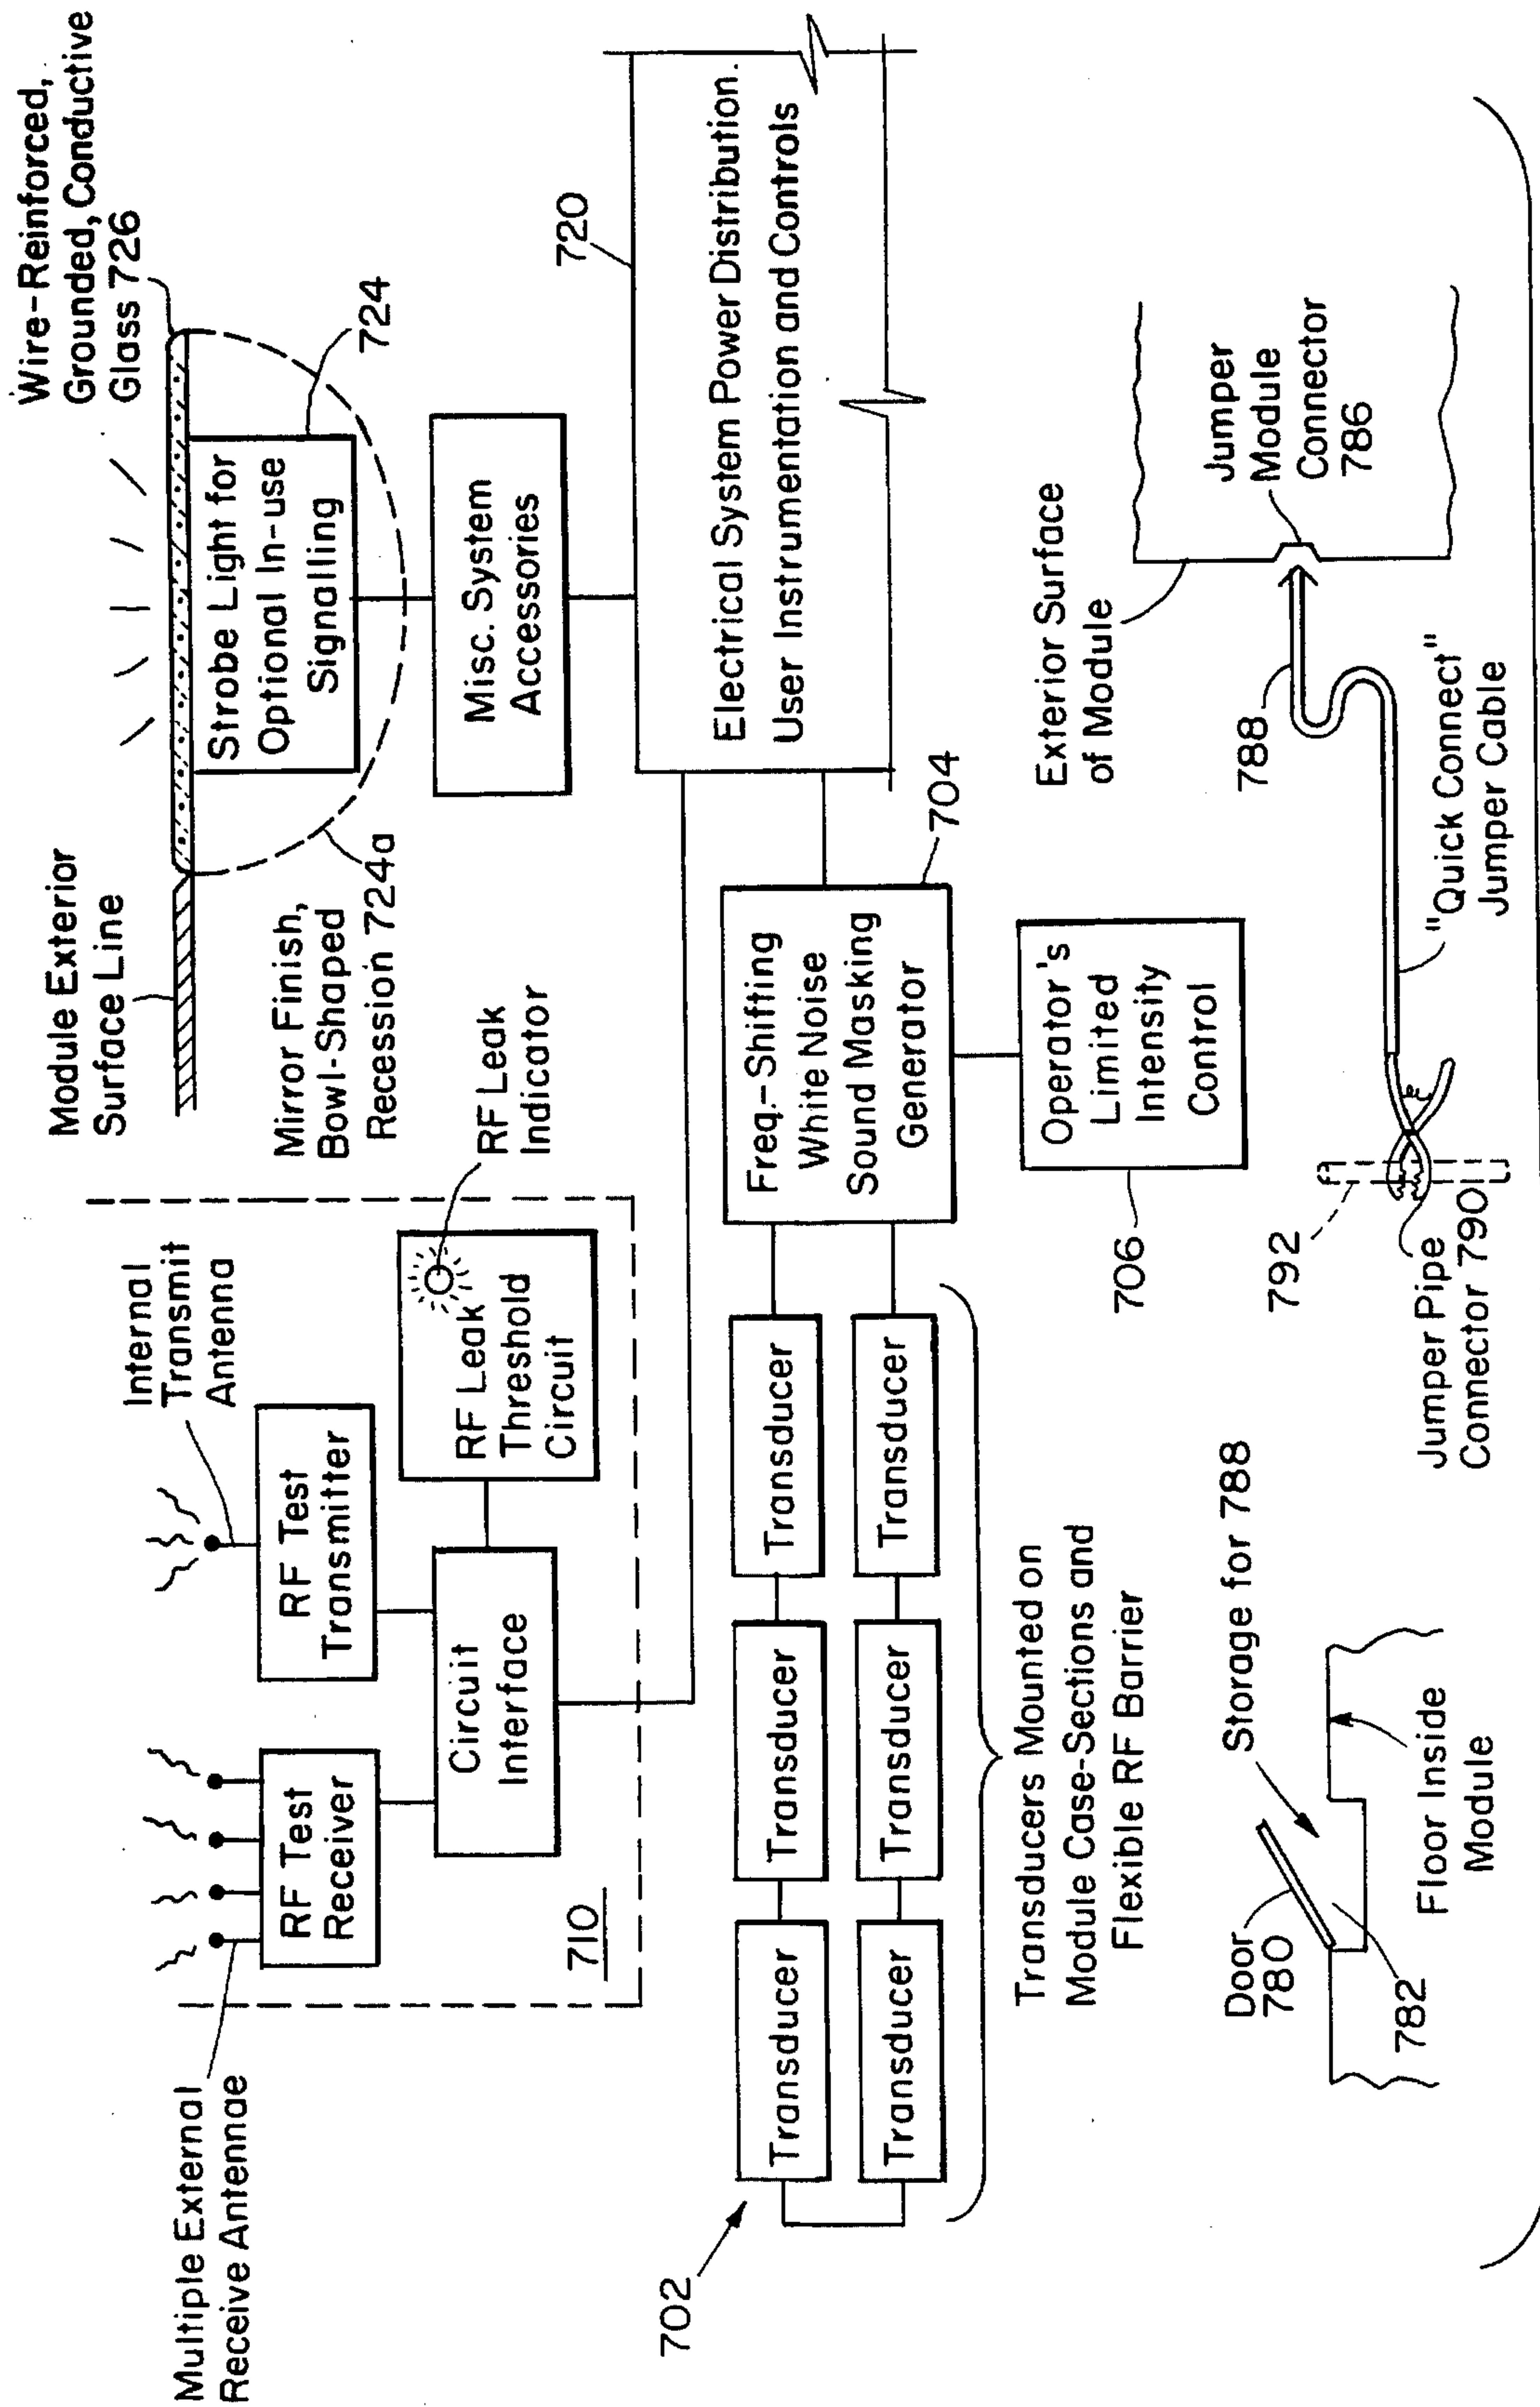 Multiple External
Receive Antennae
RF Test
Receiver
Internal
Transmit
Antenna
RF Test
Transmitter
Circuit
Interface
RF Leak
Threshold
Circuit
RF Leak
Indicator
710
Module Exterior
Surface Line
Mirror Finish,
Bowl-Shaped
Recession 724a
Wire-Reinforced,
Grounded, Conductive
Glass 726
Strobe Light for
Optional In-use
Signalling
724
Misc. System
Accessories
720
Electrical System Power Distribution.
User Instrumentation and Controls
702
Transducer
Transducer
Transducer
Transducer
Transducer
Transducer
Transducers Mounted on
Module Case-Sections and
Flexible RF Barrier
Freq.-Shifting
White Noise
Sound Masking
Generator
704
Operator's
Limited
Intensity
Control
706
Door
780
782
Storage for 788
Floor Inside
Module
792
Jumper Pipe
Connector 790
"Quick Connect"
Jumper Cable
788
Exterior Surface
of Module
Jumper
Module
Connector
786